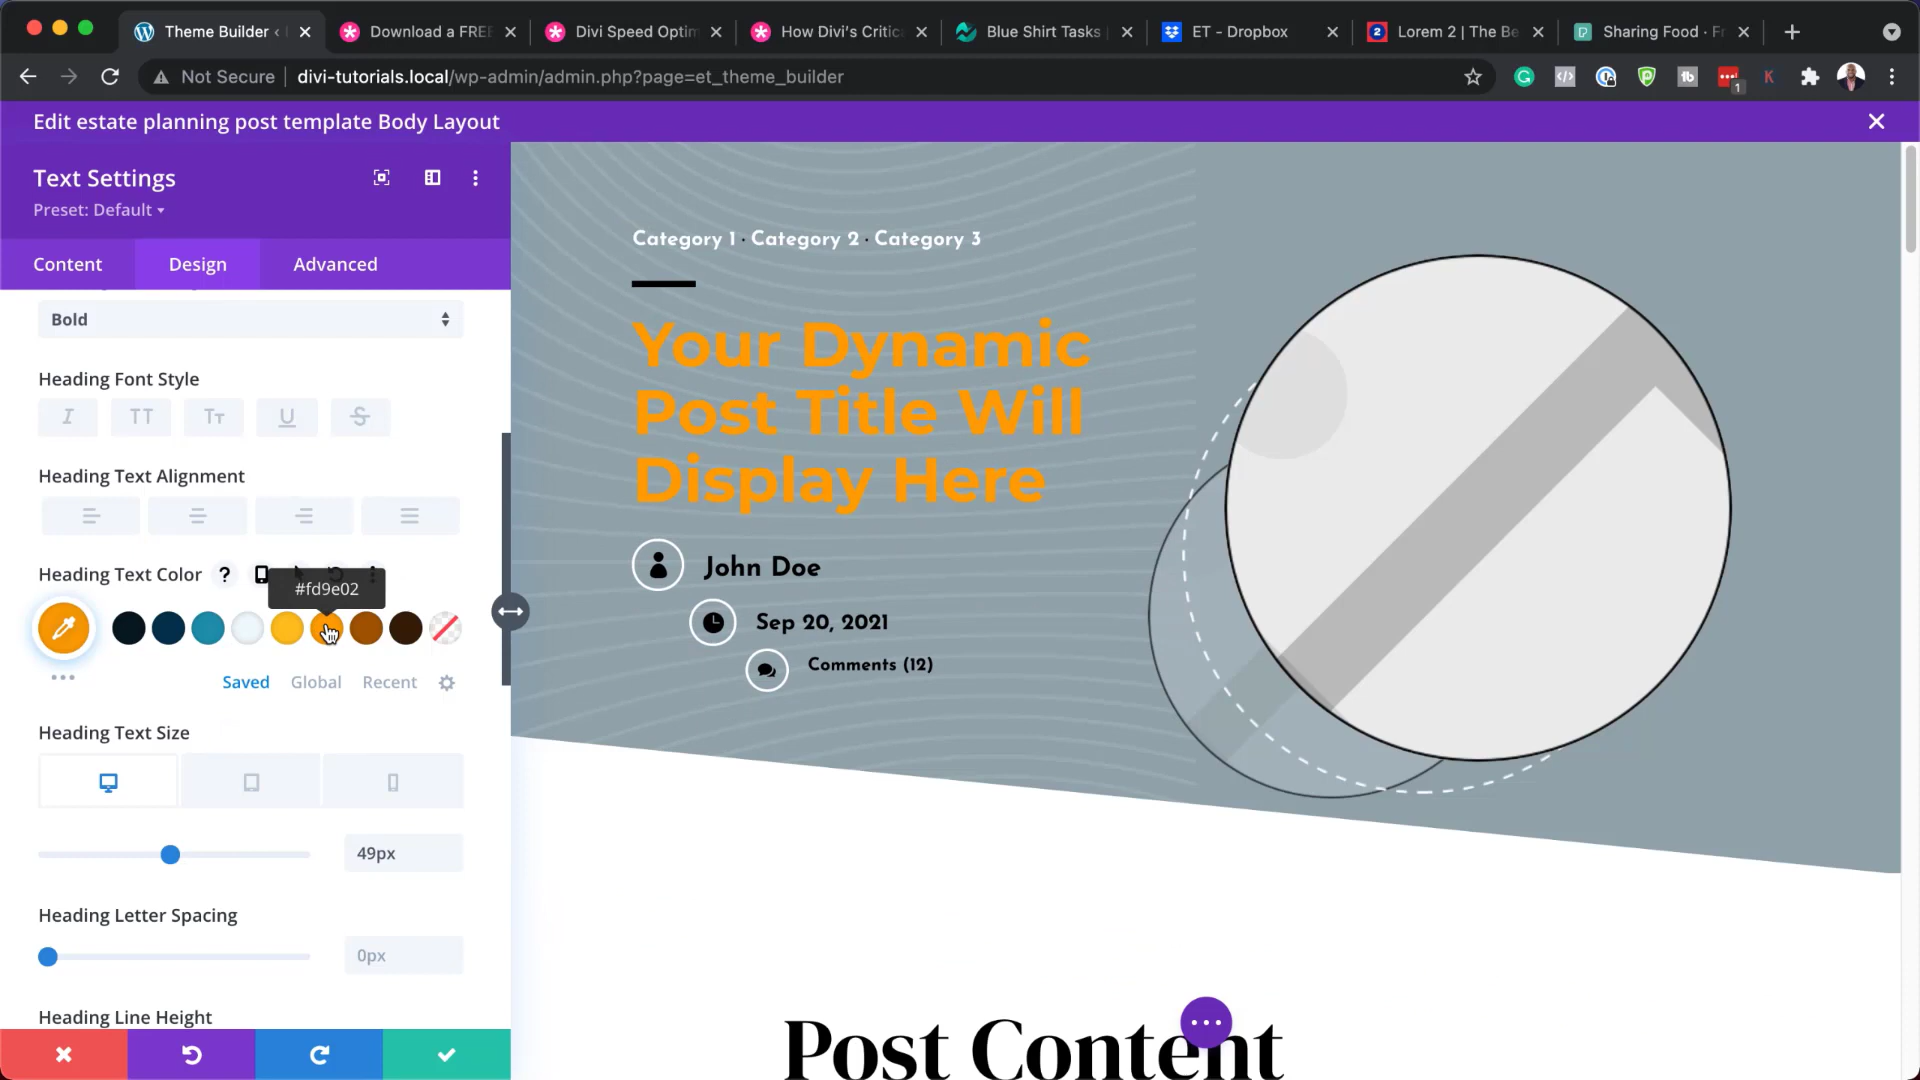 Theme Builder ‹
Download a FREE
Divi Speed Optim
How Divi's Critic
Blue Shirt Tasks
ET - Dropbox
Lorem 2 | The Be
Sharing Food · Fr
Not Secure
divi-tutorials.local/wp-admin/admin.php?page=et_theme_builder
1
Edit estate planning post template Body Layout
Text Settings
Preset: Default
Content
Design
Advanced
Bold
Heading Font Style
I TT Tт U S
Heading Text Alignment
Heading Text Color ?
#fd9e02
Saved
Global
Recent
Heading Text Size
49px
Heading Letter Spacing
0px
Heading Line Height
Category 1 · Category 2 · Category 3
Your Dynamic
Post Title Will
Display Here
John Doe
Sep 20, 2021
Comments (12)
Post Content